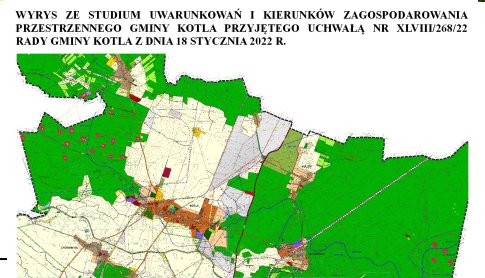 WYRYS ZE STUDIUM UWARUNKOWAŃ I KIERUNKÓW ZAGOSPODAROWANIA
PRZESTRZENNEGO GMINY KOTLA PRZYJĘTEGO UCHWAŁĄ NR XLVIII/268/22
RADY GMINY KOTLA Z DNIA 18 STYCZNIA 2022 R.
KOTLA